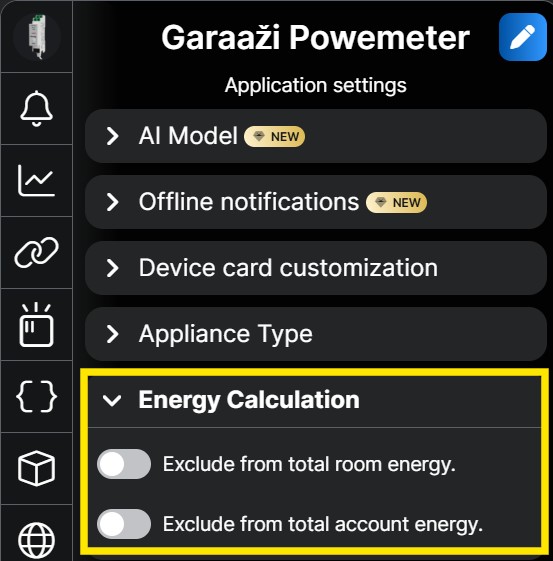 Garaaži Powemeter
Application settings
AI Model NEW
Offline notifications NEW
Device card customization
Appliance Type
Energy Calculation
Exclude from total room energy.
Exclude from total account energy.